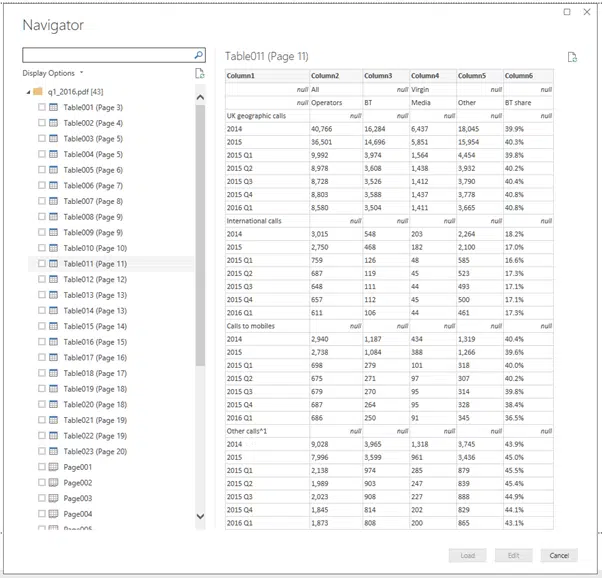 Navigator
Display Options
q1_2016.pdf [43]
Table001 (Page 3)
Table002 (Page 4)
Table003 (Page 5)
Table004 (Page 5)
Table005 (Page 6)
Table006 (Page 7)
Table007 (Page 8)
Table008 (Page 9)
Table009 (Page 9)
Table010 (Page 10)
Table011 (Page 11)
Table012 (Page 12)
Table013 (Page 13)
Table014 (Page 13)
Table015 (Page 14)
Table016 (Page 15)
Table017 (Page 16)
Table018 (Page 17)
Table019 (Page 18)
Table020 (Page 18)
Table021 (Page 19)
Table022 (Page 19)
Table023 (Page 20)
Page001
Page002
Page003
Page004
Page005
Table011 (Page 11)
Column1 Column2 Column3 Column4 Column5 Column6
null All null Virgin null null
null Operators BT Media Other BT share
UK geographic calls null null null null null
2014 40,766 16,284 6,437 18,045 39.9%
2015 36,501 14,696 5,851 15,954 40.3%
2015 Q1 9,992 3,974 1,564 4,454 39.8%
2015 Q2 8,978 3,608 1,438 3,932 40.2%
2015 Q3 8,728 3,526 1,412 3,790 40.4%
2015 Q4 8,803 3,588 1,437 3,778 40.8%
2016 Q1 8,580 3,504 1,411 3,665 40.8%
International calls null null null null null
2014 3,015 548 203 2,264 18.2%
2015 2,750 468 182 2,100 17.0%
2015 Q1 759 126 48 585 16.6%
2015 Q2 687 119 45 523 17.3%
2015 Q3 648 111 44 493 17.1%
2015 Q4 657 112 45 500 17.1%
2016 Q1 611 106 44 461 17.3%
Calls to mobiles null null null null null
2014 2,940 1,187 434 1,319 40.4%
2015 2,738 1,084 388 1,266 39.6%
2015 Q1 698 279 101 318 40.0%
2015 Q2 675 271 97 307 40.2%
2015 Q3 679 270 95 314 39.8%
2015 Q4 687 264 95 328 38.4%
2016 Q1 686 250 91 345 36.5%
Other calls^1 null null null null null
2014 9,028 3,965 1,318 3,745 43.9%
2015 7,996 3,599 961 3,436 45.0%
2015 Q1 2,138 974 285 879 45.5%
2015 Q2 1,989 903 247 839 45.4%
2015 Q3 2,023 908 227 888 44.9%
2015 Q4 1,845 814 202 829 44.1%
2016 Q1 1,873 808 200 865 43.1%
Load Edit Cancel